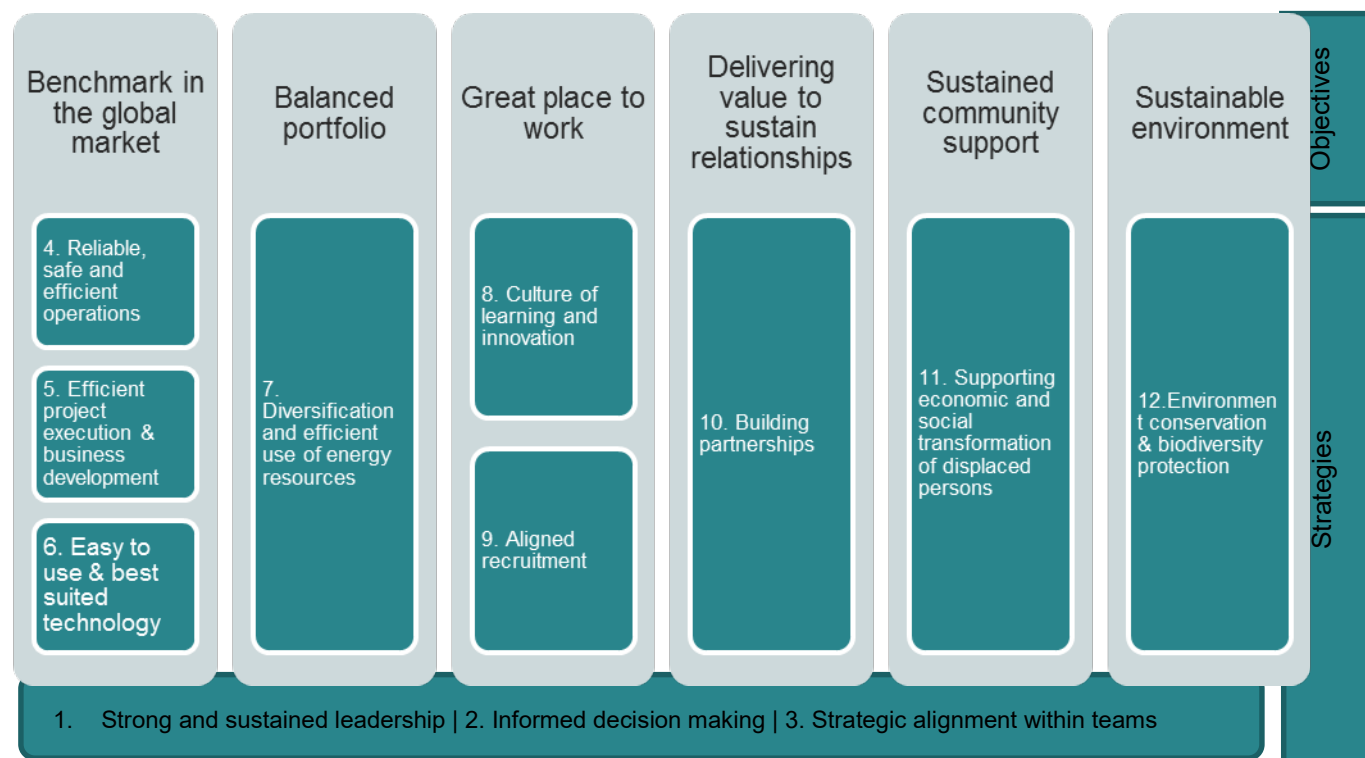 Benchmark in
the global
market
4. Reliable,
safe and
efficient
operations
5. Efficient
project
execution &
business
development
6. Easy to
use & best
suited
technology
Balanced
portfolio
7.
Diversification
and efficient
use of energy
resources
Great place to
work
8. Culture of
learning and
innovation
9. Aligned
recruitment
Delivering
value to
sustain
relationships
10. Building
partnerships
Sustained
community
support
11. Supporting
economic and
social
transformation
of displaced
persons
Sustainable
environment
12.Environmen
t conservation
& biodiversity
protection
Objectives
Strategies
1. Strong and sustained leadership | 2. Informed decision making | 3. Strategic alignment within teams